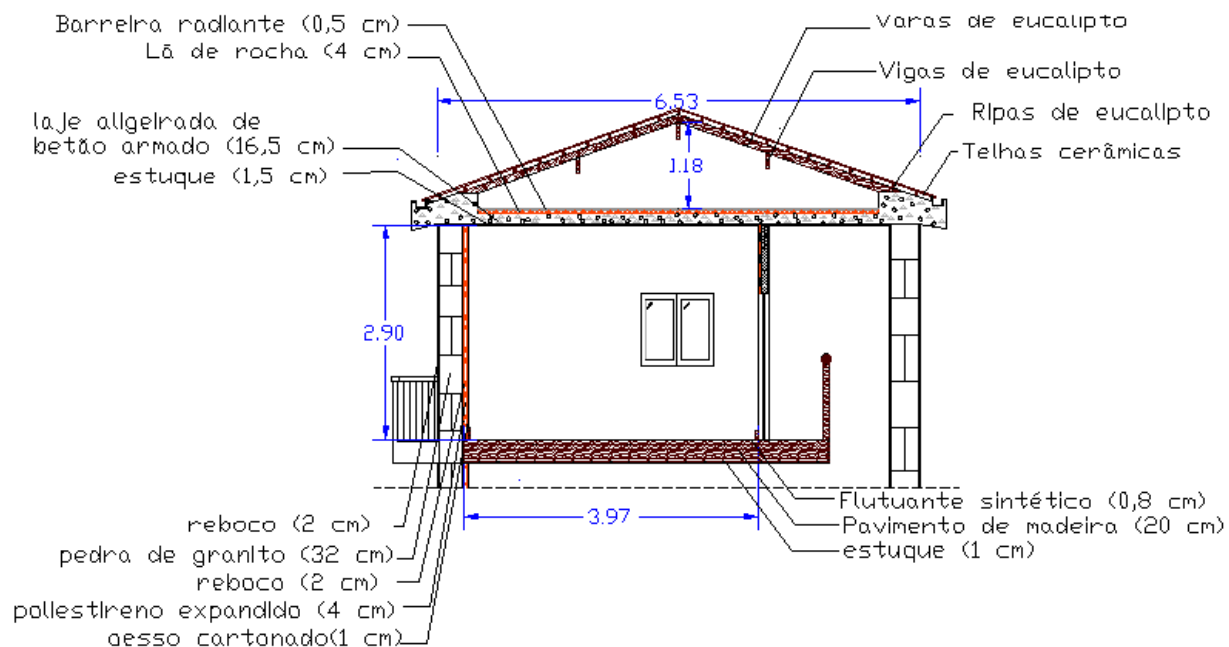 Barreira radiante (0,5 cm)
Lã de rocha (4 cm)
laje aligeirada de
betão armado (16,5 cm)
estuque (1,5 cm)
Varas de eucalipto
Vigas de eucalipto
Ripas de eucalipto
Telhas cerâmicas
6.53
1.18
2.90
3.97
reboco (2 cm)
pedra de granito (32 cm)
reboco (2 cm)
poliestireno expandido (4 cm)
gesso cartonado(1 cm)
Flutuante sintético (0,8 cm)
Pavimento de madeira (20 cm)
estuque (1 cm)